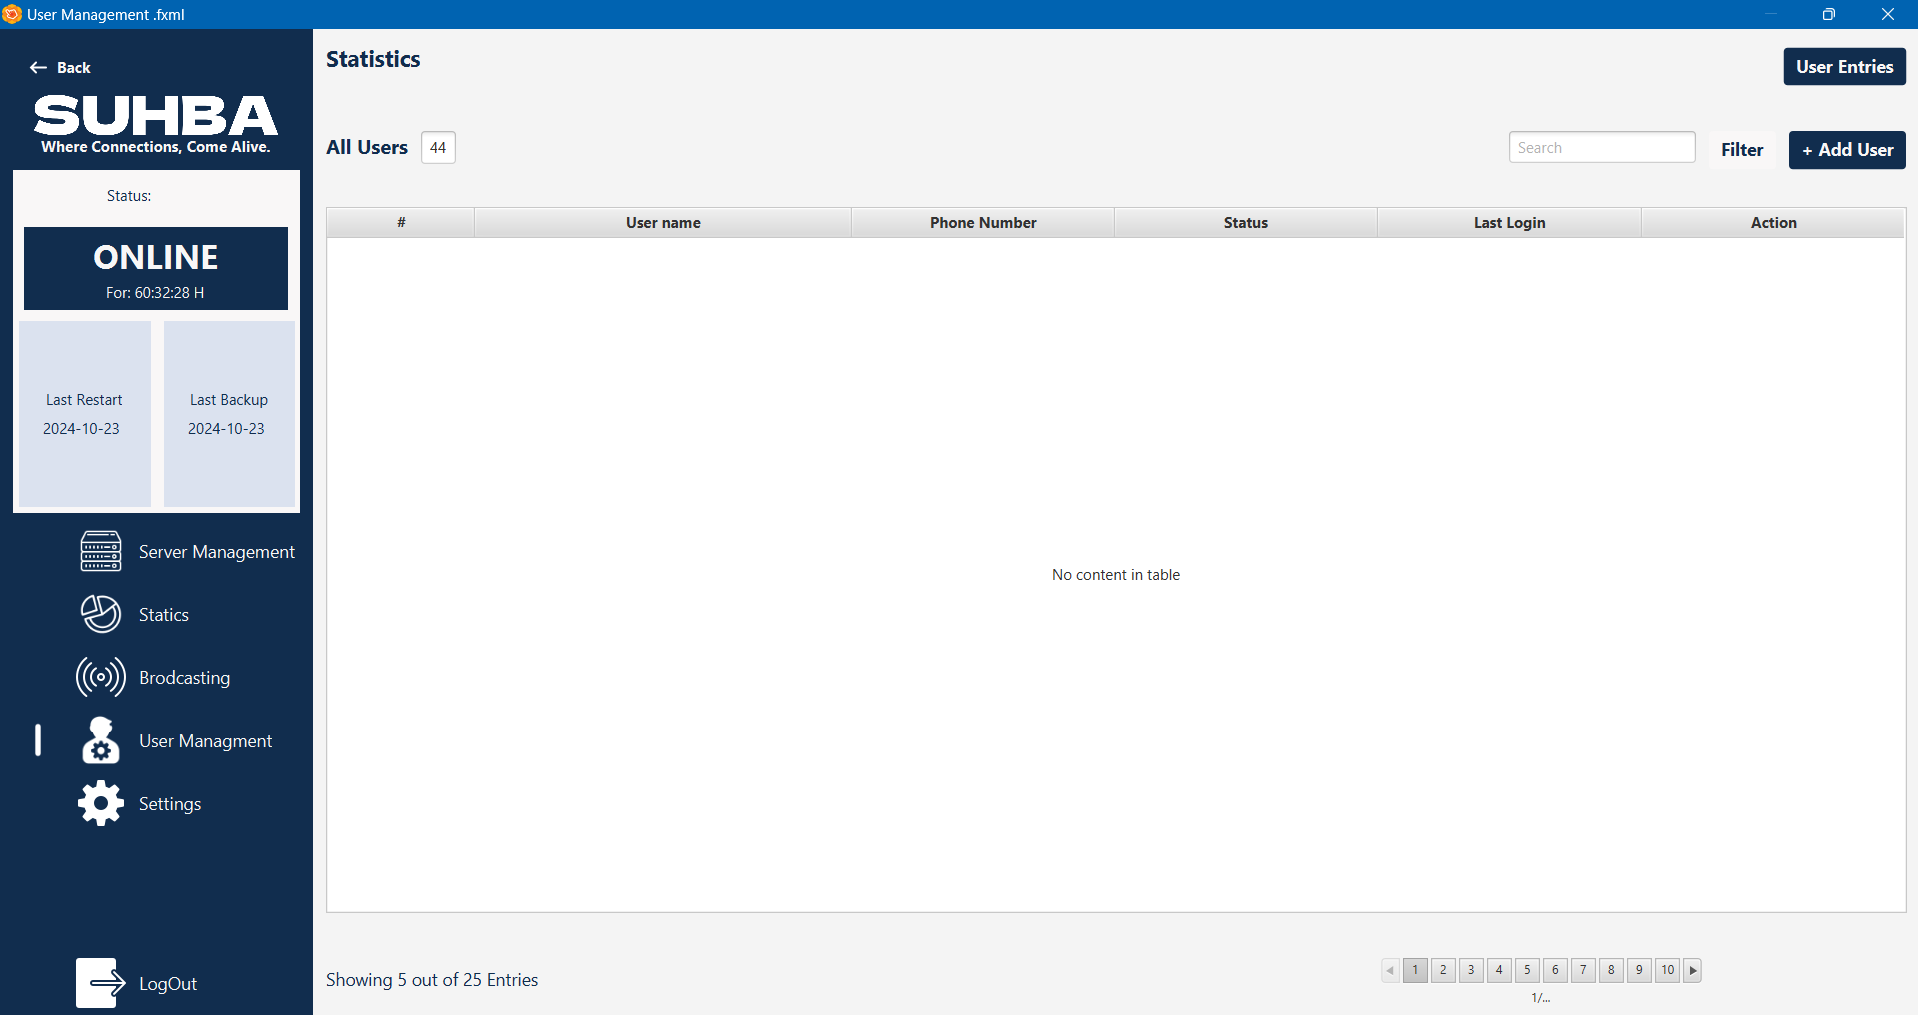 User Management .fxml
Back
SUHBA
Where Connections, Come Alive.
Status:
ONLINE
For: 60:32:28 H
Last Restart
2024-10-23
Last Backup
2024-10-23
Server Management
Statics
Brodcasting
User Managment
Settings
LogOut
Statistics
User Entries
All Users 44
Search
Filter
+ Add User
# User name Phone Number Status Last Login Action
No content in table
Showing 5 out of 25 Entries
1 2 3 4 5 6 7 8 9 10
1/...